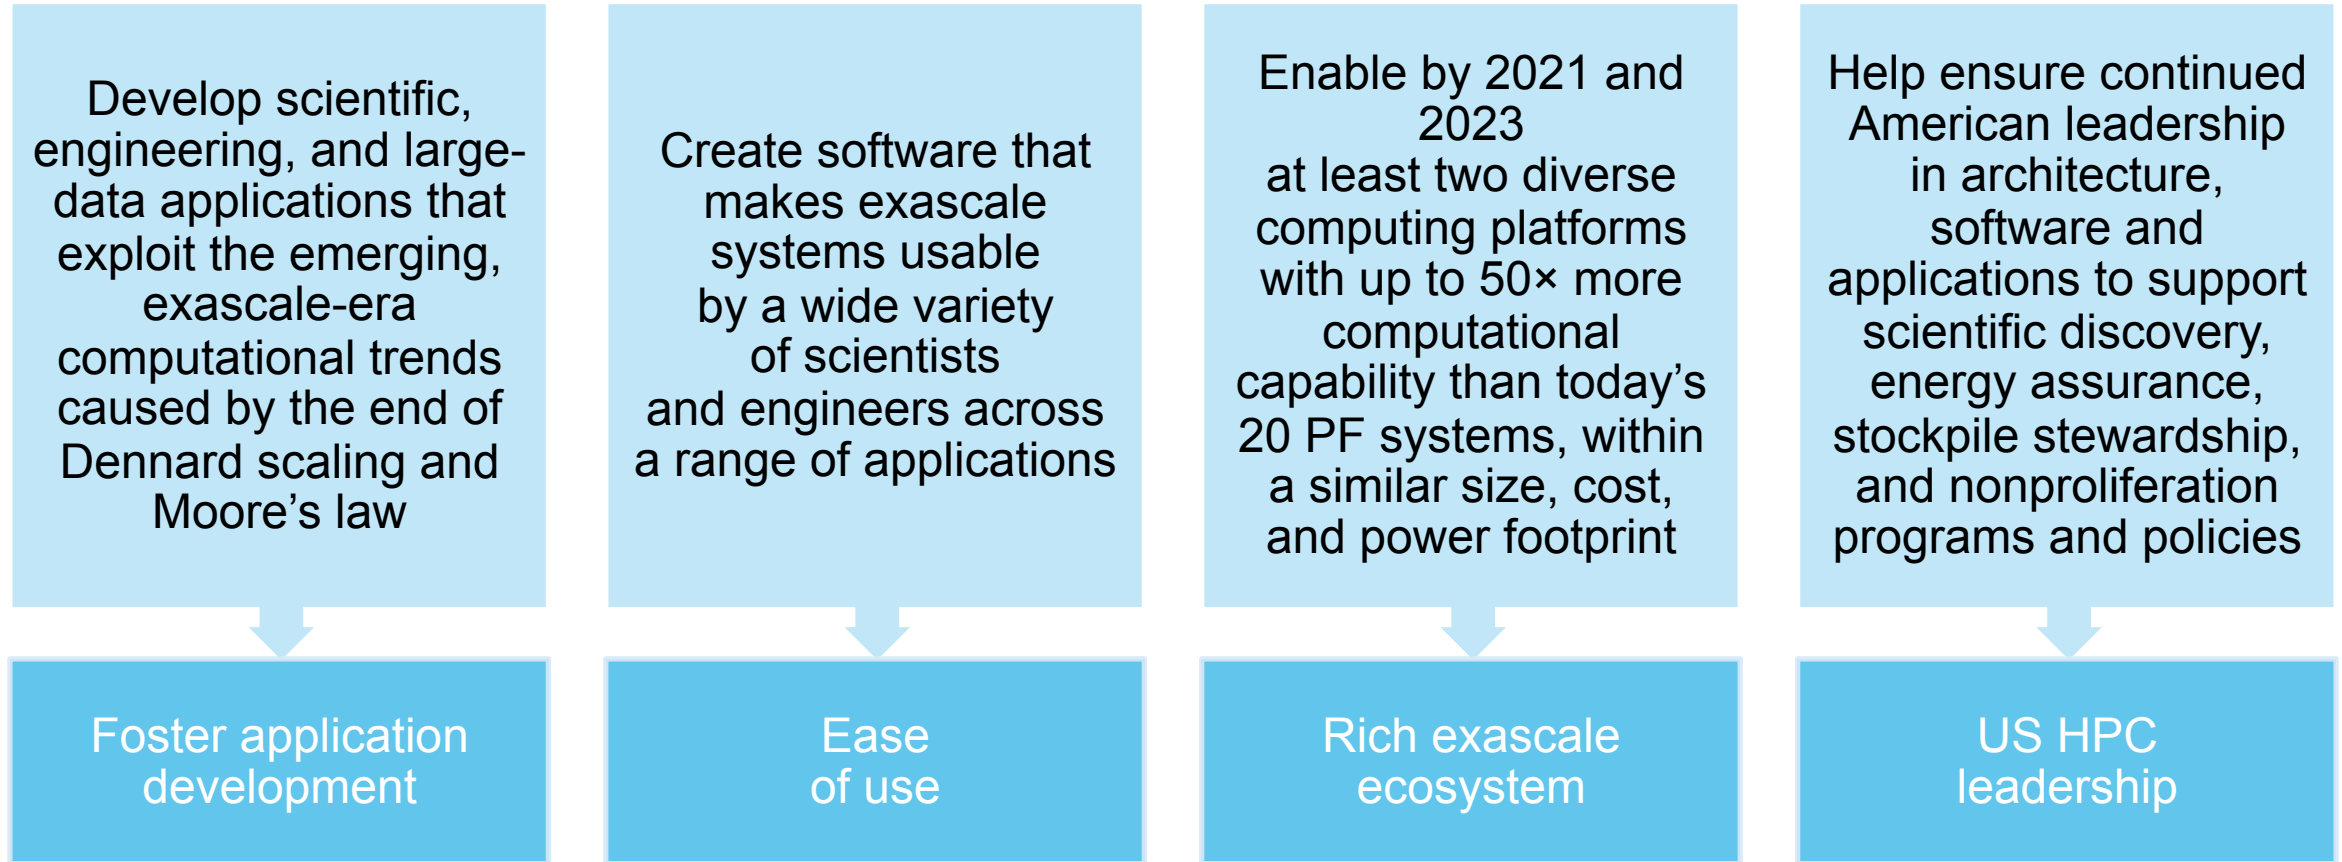 Develop scientific,
engineering, and large-
data applications that
exploit the emerging,
exascale-era
computational trends
caused by the end of
Dennard scaling and
Moore’s law
Foster application
development
Create software that
makes exascale
systems usable
by a wide variety
of scientists
and engineers across
a range of applications
Ease
of use
Enable by 2021 and
2023
at least two diverse
computing platforms
with up to 50× more
computational
capability than today’s
20 PF systems, within
a similar size, cost,
and power footprint
Rich exascale
ecosystem
Help ensure continued
American leadership
in architecture,
software and
applications to support
scientific discovery,
energy assurance,
stockpile stewardship,
and nonproliferation
programs and policies
US HPC
leadership